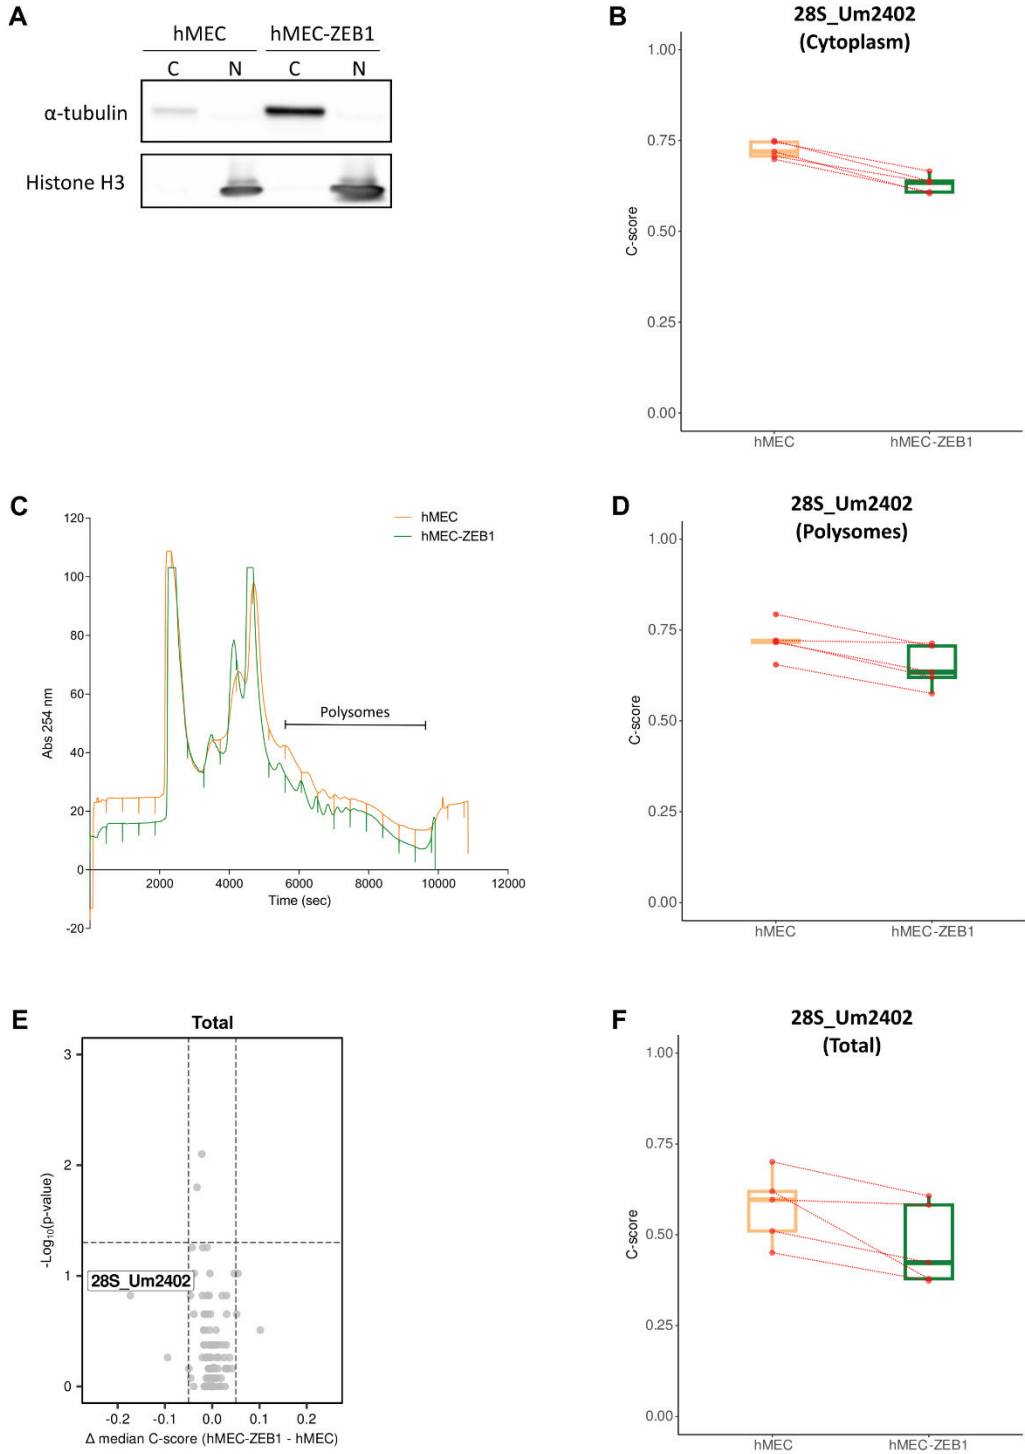 A
hMEC hMEC-ZEB1
C N C N
α-tubulin
Histone H3
B
28S_Um2402
(Cytoplasm)
1.00
0.75
0.50
0.25
0.00
C-score
hMEC hMEC-ZEB1
C
hMEC
hMEC-ZEB1
120
100
80
60
40
20
0
-20
Abs 254 nm
Polysomes
2000 4000 6000 8000 10000 12000
Time (sec)
D
28S_Um2402
(Polysomes)
1.00
0.75
0.50
0.25
0.00
C-score
hMEC hMEC-ZEB1
E
Total
3
2
1
0
-Log₁₀(p-value)
28S_Um2402
-0.2 -0.1 0.0 0.1 0.2
Δ median C-score (hMEC-ZEB1 - hMEC)
F
28S_Um2402
(Total)
1.00
0.75
0.50
0.25
0.00
C-score
hMEC hMEC-ZEB1